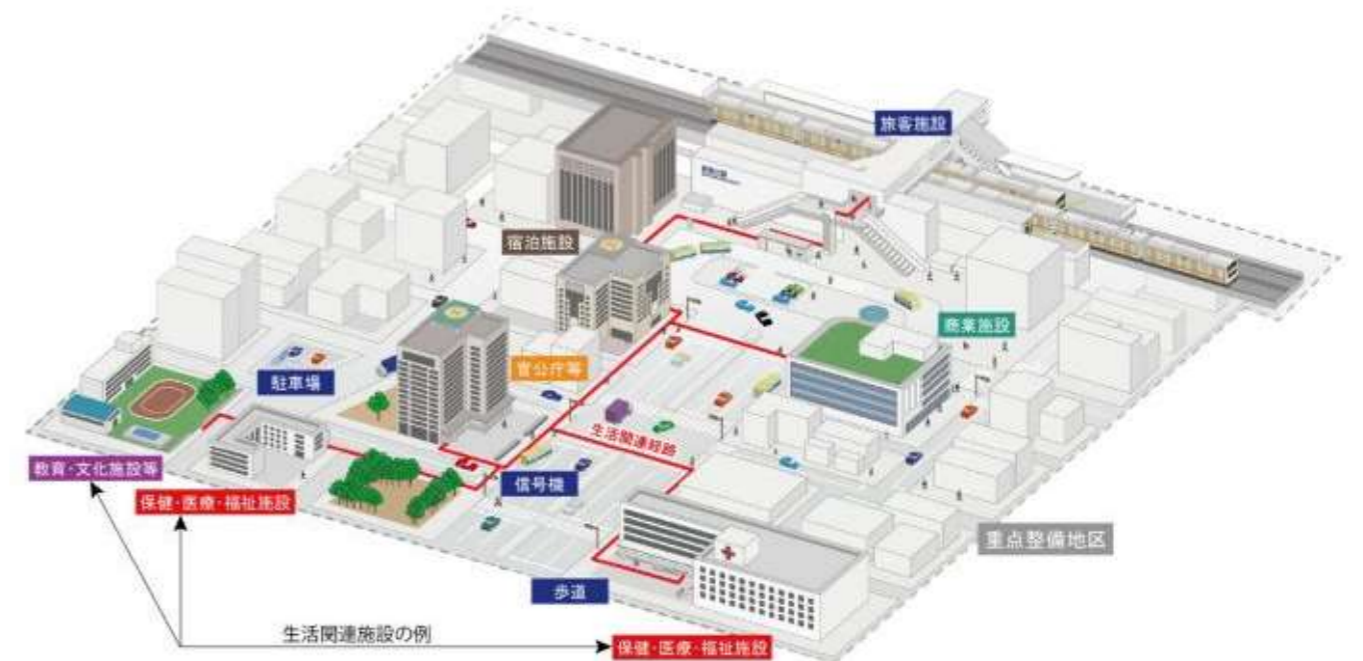 旅客施設
宿泊施設
商業施設
官公庁等
駐車場
生活関連経路
教育・文化施設等
信号機
保健・医療・福祉施設
重点整備地区
歩道
生活関連施設の例
保健・医療・福祉施設